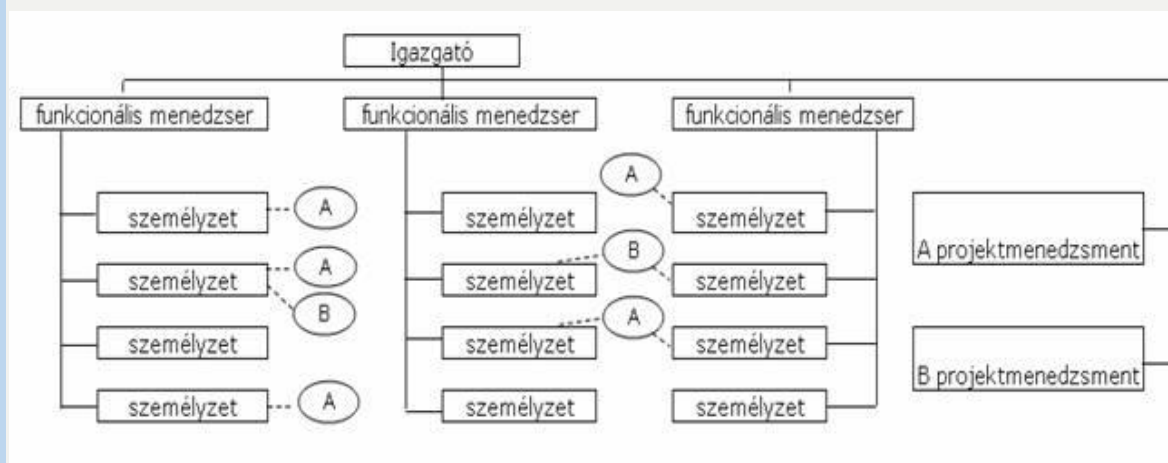 Igazgató
funkcionális menedzser funkcionális menedzser funkcionális menedzser
A
személyzet A személyzet személyzet
A projektmenedzsment
személyzet A személyzet B személyzet
B
személyzet személyzet A személyzet
B projektmenedzsment
személyzet A személyzet személyzet